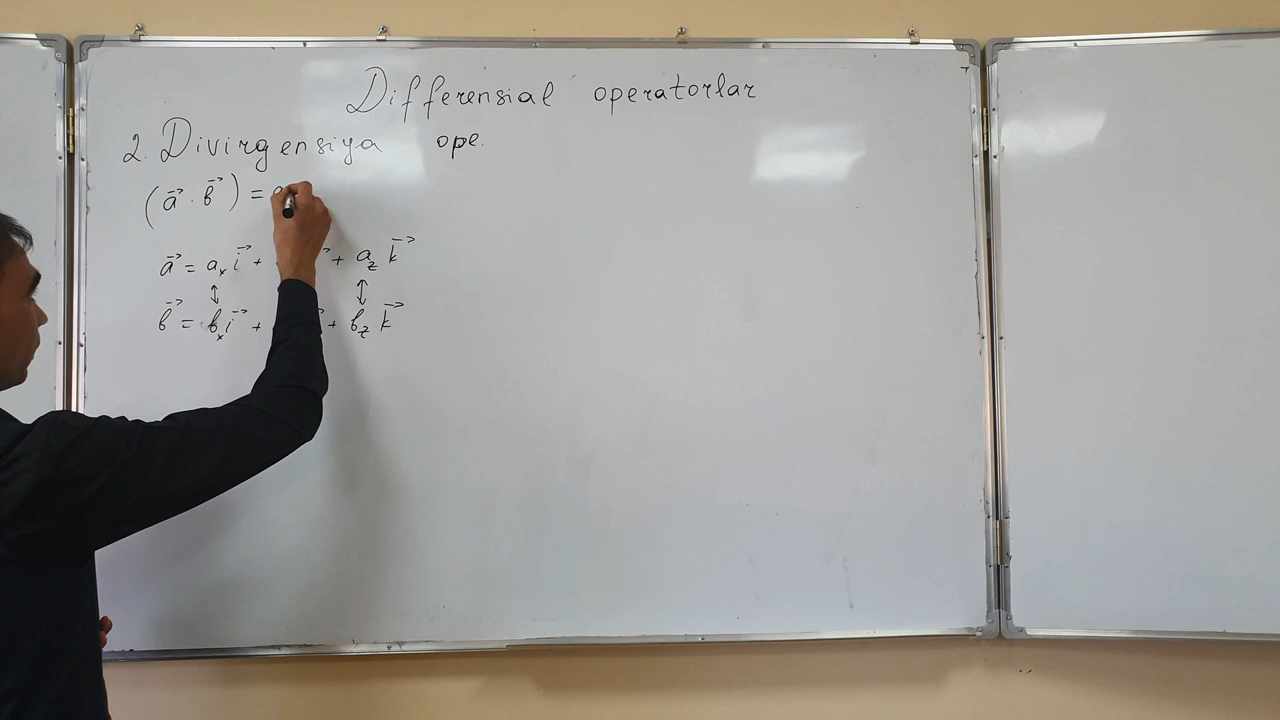 Differensial operatorlar
2. Divirgensiya ope.
(a⃗ · b⃗) =
a⃗ = aₓ i⃗ + + a_z k⃗
↕ ↕
b⃗ = bₓ i⃗ + + b_z k⃗